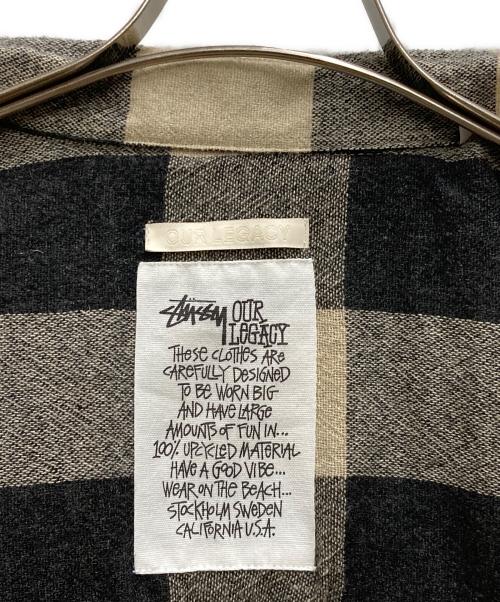 OUR LEGACY
STÜSSY OUR
LEGACY
THESE CLOTHES ARE
CAREFULLY DESIGNED
TO BE WORN BIG
AND HAVE LARGE
AMOUNTS OF FUN IN...
100% UPCYCLED MATERIAL
HAVE A GOOD VIBE...
WEAR ON THE BEACH...
STOCKHOLM SWEDEN
CALIFORNIA U.S.A.